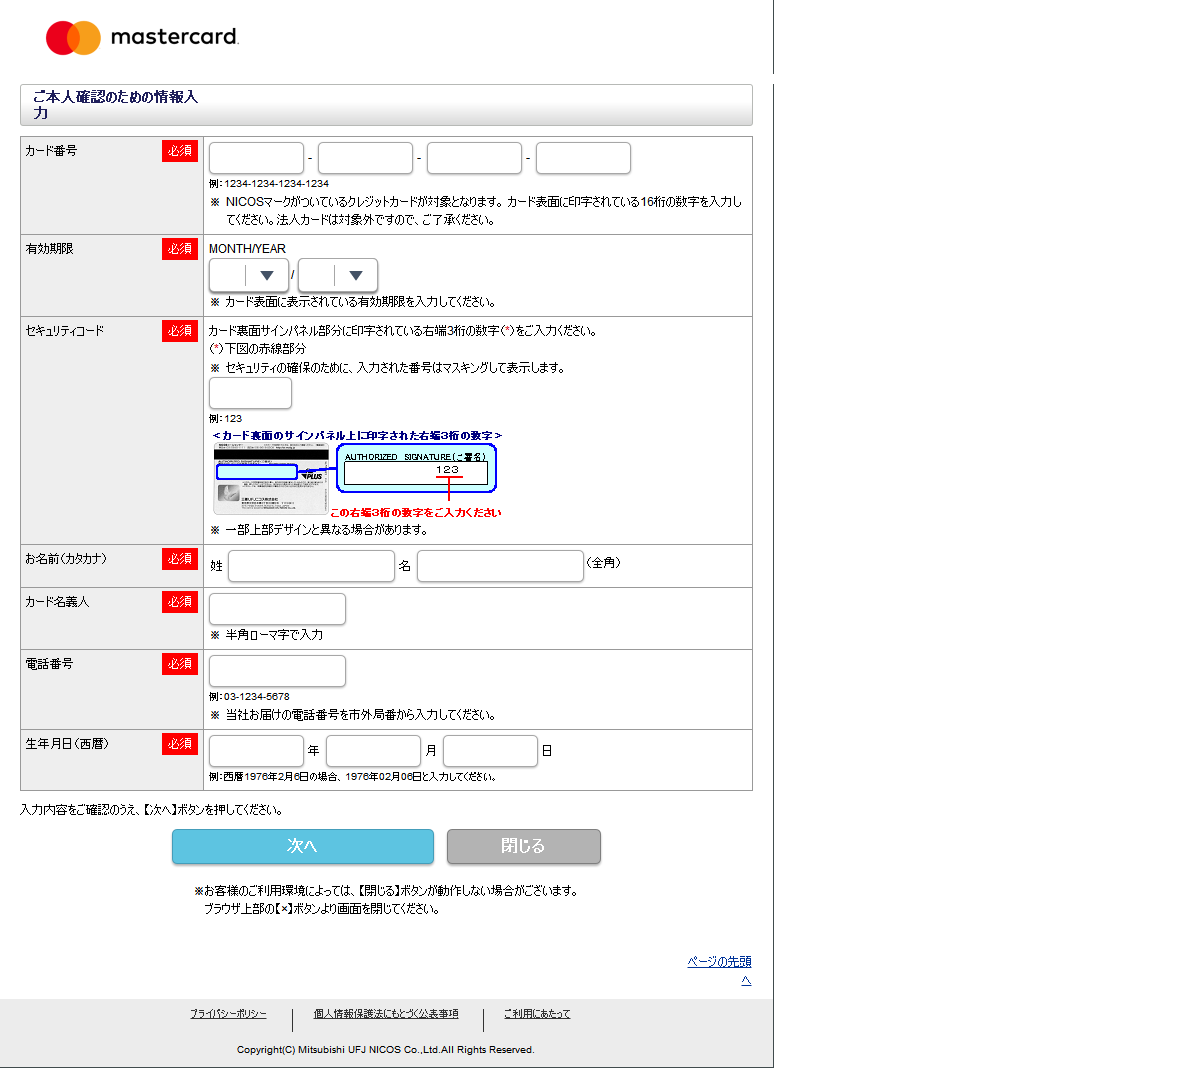 mastercard.
ご本人確認のための情報入
力
カード番号 必須
- - -
例：1234-1234-1234-1234
※ NICOSマークがついているクレジットカードが対象となります。カード表面に印字されている16桁の数字を入力し
てください。法人カードは対象外ですので、ご了承ください。
有効期限 必須
MONTH/YEAR
/
※ カード表面に表示されている有効期限を入力してください。
セキュリティコード 必須
カード裏面サインパネル部分に印字されている右端3桁の数字(*)をご入力ください。
(*)下図の赤線部分
※ セキュリティの確保のために、入力された番号はマスキングして表示します。
例：123
＜カード裏面のサインパネル上に印字された右端３桁の数字＞
AUTHORIZED SIGNATURE（ご署名）
123
PLUS
この右端３桁の数字をご入力ください
※ 一部上部デザインと異なる場合があります。
お名前（カタカナ） 必須
姓 名 （全角）
カード名義人 必須
※ 半角ローマ字で入力
電話番号 必須
例：03-1234-5678
※ 当社お届けの電話番号を市外局番から入力してください。
生年月日（西暦） 必須
年 月 日
例：西暦1976年2月6日の場合、1976年02月06日と入力してください。
入力内容をご確認のうえ、【次へ】ボタンを押してください。
次へ 閉じる
※お客様のご利用環境によっては、【閉じる】ボタンが動作しない場合がございます。
ブラウザ上部の【×】ボタンより画面を閉じてください。
ページの先頭
へ
プライバシーポリシー 個人情報保護法にもとづく公表事項 ご利用にあたって
Copyright(C) Mitsubishi UFJ NICOS Co.,Ltd.All Rights Reserved.